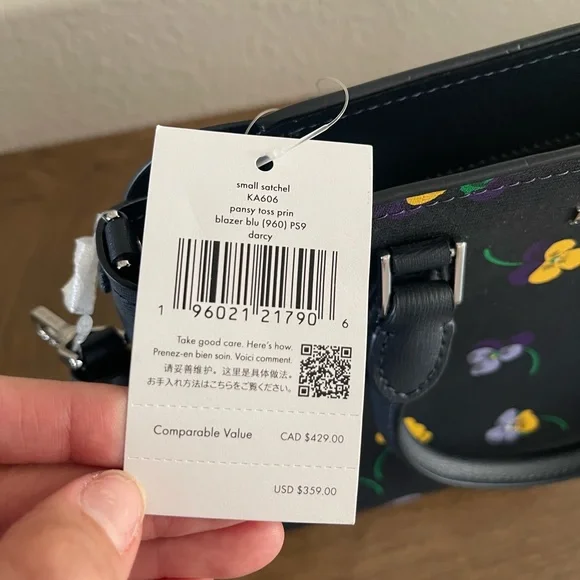 small satchel
KA606
pansy toss prin
blazer blu (960) PS9
darcy
1 96021 21790 6
Take good care. Here's how.
Prenez-en bien soin. Voici comment.
请妥善维护。这里是具体做法。
お手入れ方法はこちらをご覧ください。
Comparable Value CAD $429.00
USD $359.00